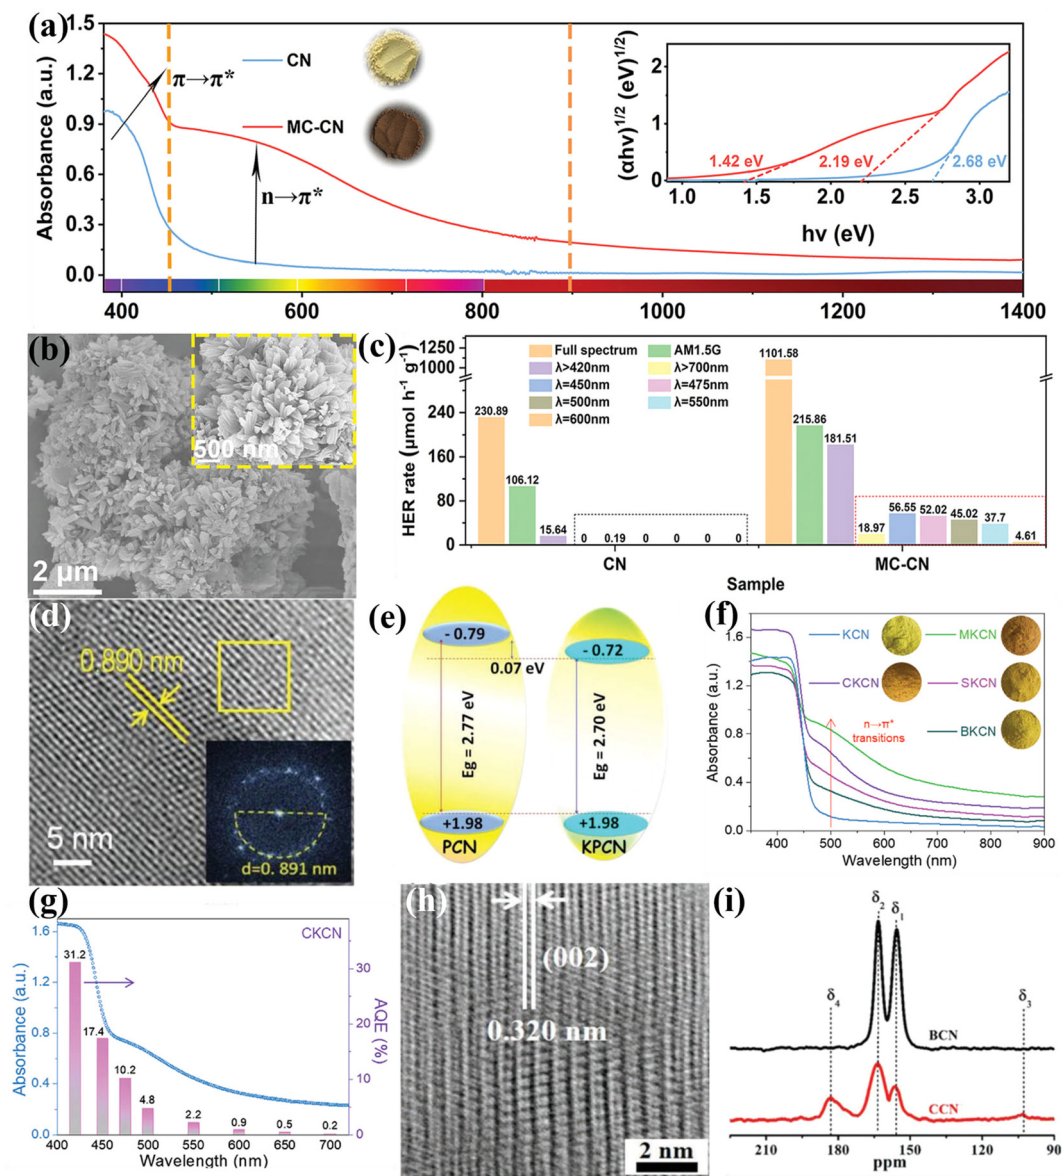 (a)
1.5
1.2
0.9
0.6
0.3
0.0
Absorbance (a.u.)
π→π*
n→π*
CN
MC-CN
400
600
800
1000
1200
1400
(αhν)1/2 (eV)1/2)
2
1
0
1.42 eV
2.19 eV
2.68 eV
1.0
1.5
2.0
2.5
3.0
hν (eV)
(b)
500 nm
2 μm
(c)
HER rate (μmol h-1 g-1)
1250
1000
240
160
80
0
Full spectrum
AM1.5G
λ>420nm
λ>700nm
λ=450nm
λ=475nm
λ=500nm
λ=550nm
λ=600nm
230.89
106.12
15.64
0
0.19
0
0
0
0
1101.58
215.86
181.51
18.97
56.55
52.02
45.02
37.7
4.61
CN
MC-CN
Sample
(d)
0.890 nm
5 nm
d=0. 891 nm
(e)
- 0.79
- 0.72
0.07 eV
Eg = 2.77 eV
Eg = 2.70 eV
+1.98
+1.98
PCN
KPCN
(f)
1.6
1.2
0.8
0.4
0.0
Absorbance (a.u.)
KCN
MKCN
CKCN
SKCN
BKCN
n→π*
transitions
400
500
600
700
800
900
Wavelength (nm)
(g)
CKCN
1.6
1.2
0.8
0.4
0.0
Absorbance (a.u.)
31.2
17.4
10.2
4.8
2.2
0.9
0.5
0.2
30
20
10
0
AQE (%)
400
450
500
550
600
650
700
Wavelength (nm)
(h)
(002)
0.320 nm
2 nm
(i)
δ2
δ1
δ4
δ3
BCN
CCN
210
180
150
120
90
ppm